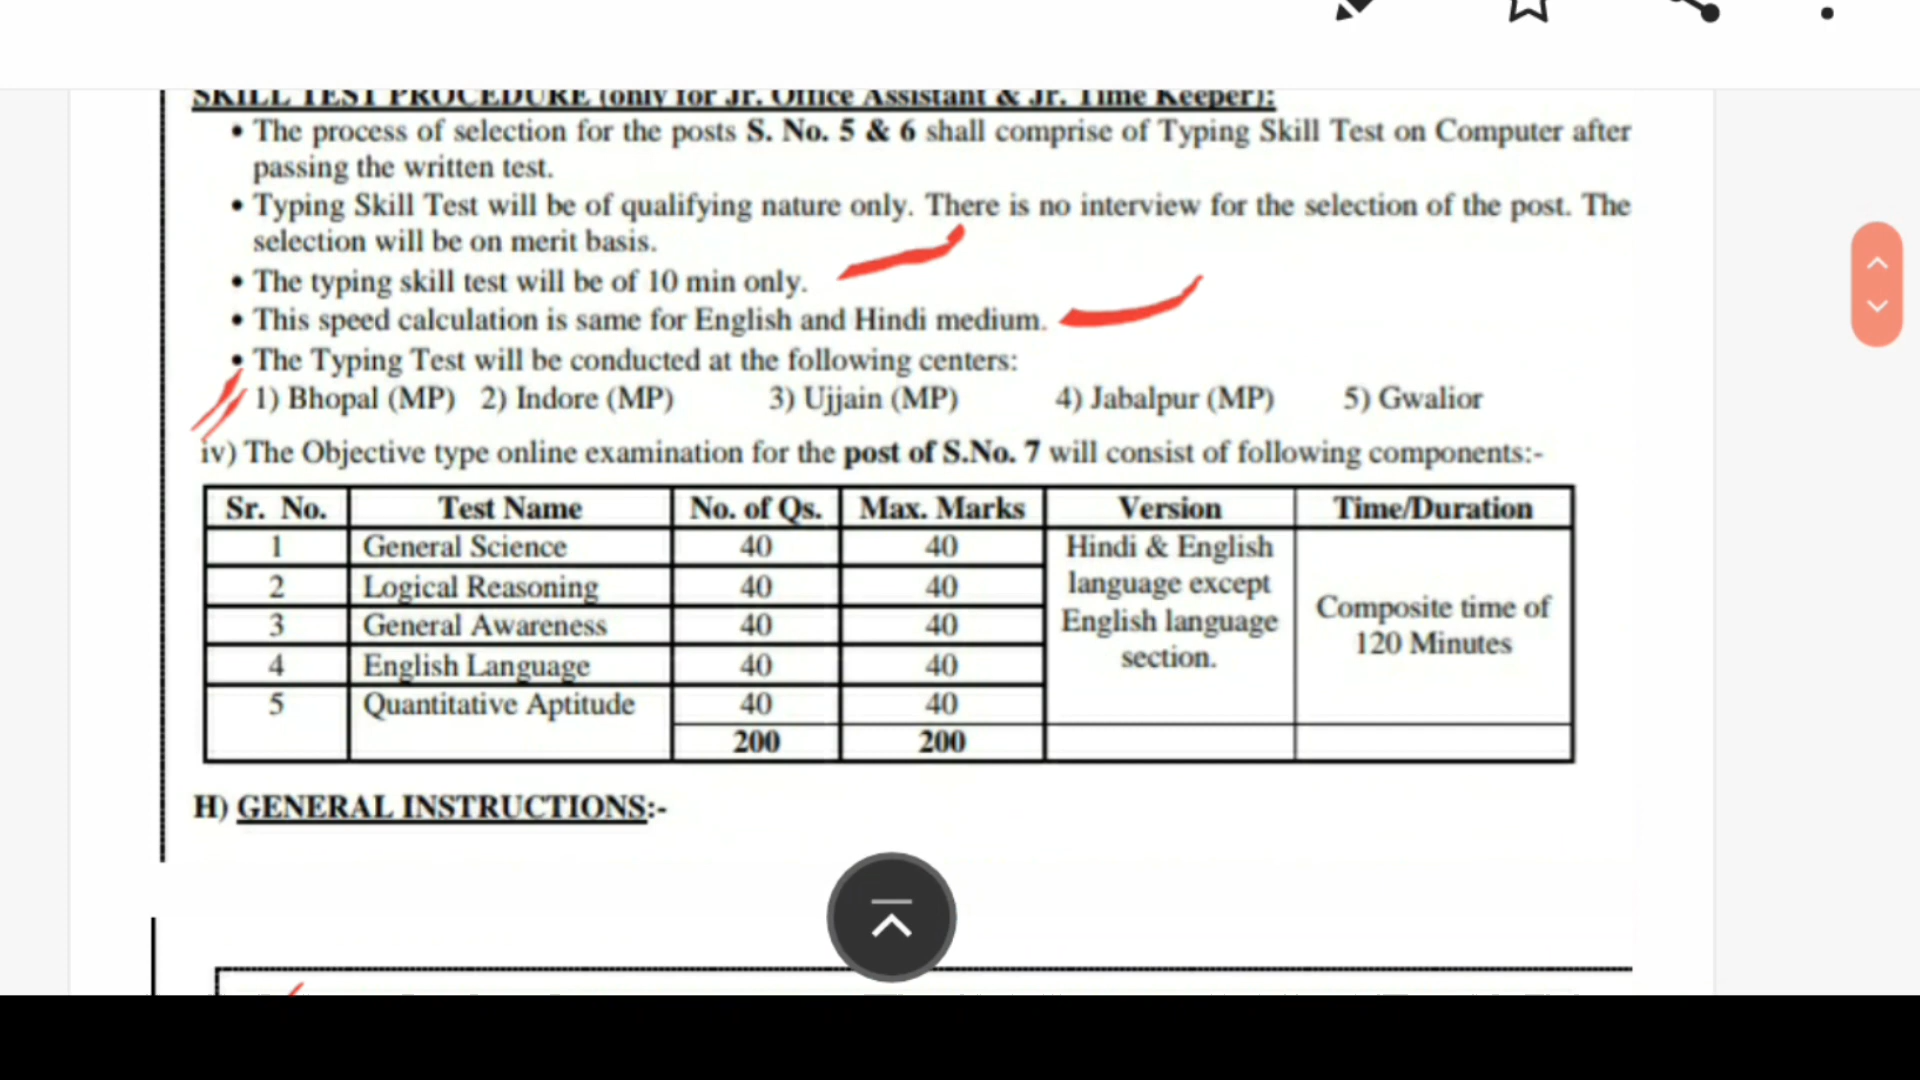 SKILL TEST PROCEDURE (only for Jr. Office Assistant & Jr. Time Keeper):
• The process of selection for the posts S. No. 5 & 6 shall comprise of Typing Skill Test on Computer after
passing the written test.
• Typing Skill Test will be of qualifying nature only. There is no interview for the selection of the post. The
selection will be on merit basis.
• The typing skill test will be of 10 min only.
• This speed calculation is same for English and Hindi medium.
• The Typing Test will be conducted at the following centers:
1) Bhopal (MP) 2) Indore (MP) 3) Ujjain (MP) 4) Jabalpur (MP) 5) Gwalior
iv) The Objective type online examination for the post of S.No. 7 will consist of following components:-
Sr. No. Test Name No. of Qs. Max. Marks Version Time/Duration
1 General Science 40 40 Hindi & English
2 Logical Reasoning 40 40 language except
3 General Awareness 40 40 English language Composite time of
4 English Language 40 40 section. 120 Minutes
5 Quantitative Aptitude 40 40
200 200
H) GENERAL INSTRUCTIONS:-